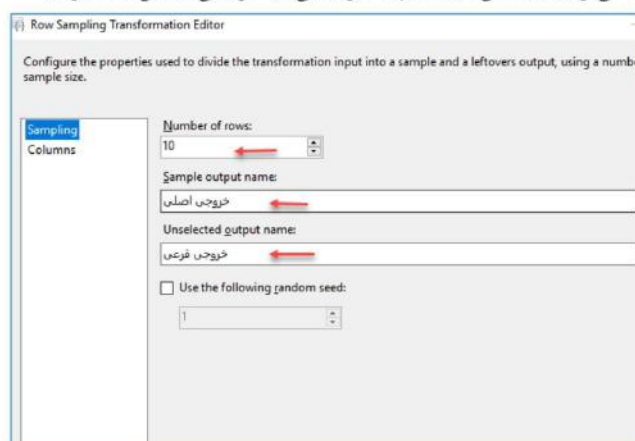 Row Sampling Transformation Editor
Configure the properties used to divide the transformation input into a sample and a leftovers output, using a
sample size.
Sampling
Columns
Number of rows:
10
Sample output name:
خروجی اصلی
Unselected output name:
خروجی فرعی
Use the following random seed:
1